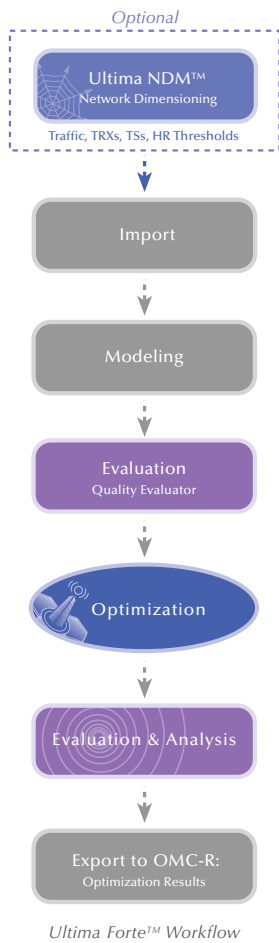 Optional
Ultima NDM™
Network Dimensioning
Traffic, TRXs, TSs, HR Thresholds
Import
Modeling
Evaluation
Quality Evaluator
Optimization
Evaluation & Analysis
Export to OMC-R:
Optimization Results
Ultima Forte™ Workflow